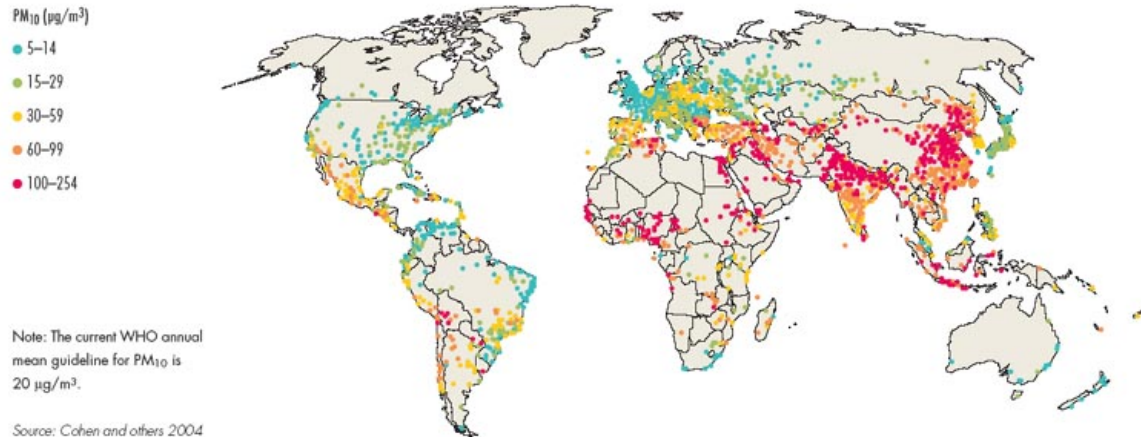 PM10 (µg/m³)
5–14
15–29
30–59
60–99
100–254
Note: The current WHO annual
mean guideline for PM10 is
20 µg/m³.
Source: Cohen and others 2004